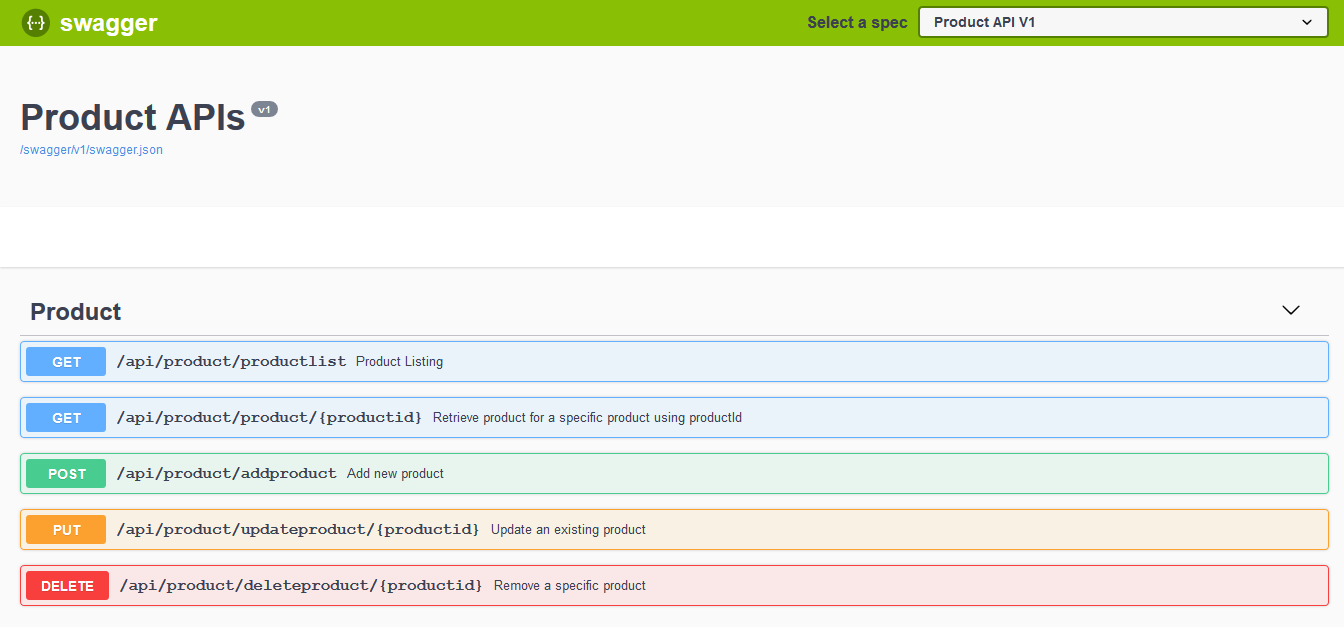 {···} swagger
Select a spec
Product API V1
Product APIs v1
/swagger/v1/swagger.json
Product
GET /api/product/productlist Product Listing
GET /api/product/product/{productid} Retrieve product for a specific product using productId
POST /api/product/addproduct Add new product
PUT /api/product/updateproduct/{productid} Update an existing product
DELETE /api/product/deleteproduct/{productid} Remove a specific product